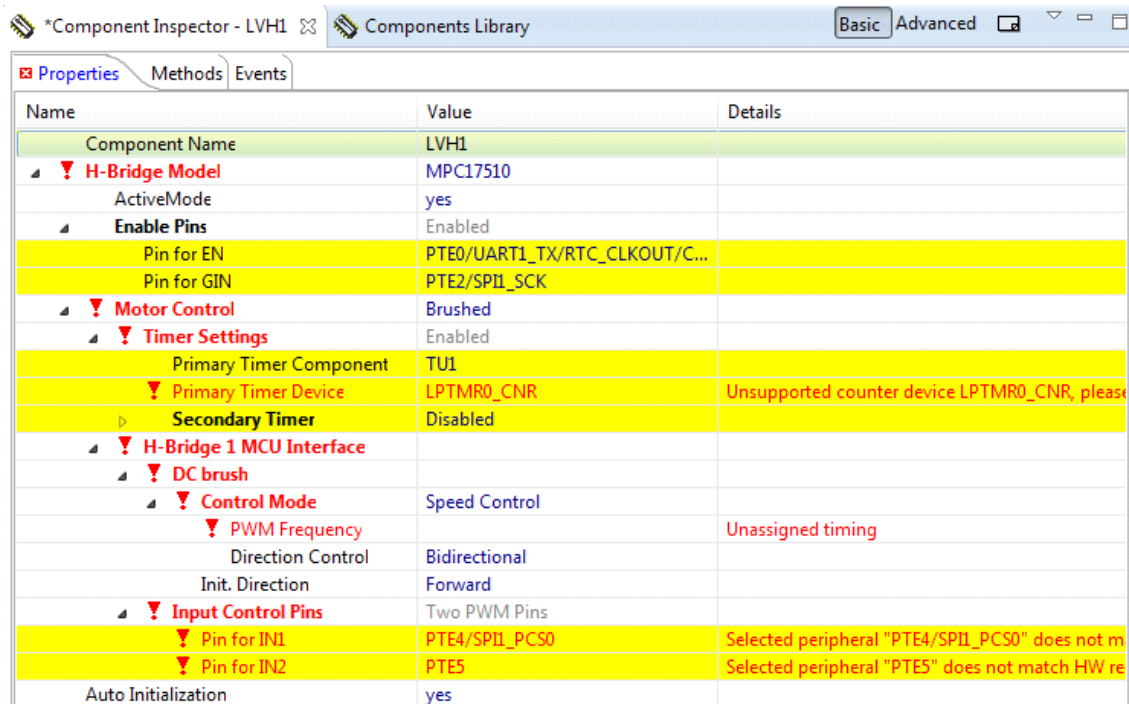 *Component Inspector - LVH1 Components Library Basic Advanced
Properties Methods Events
Name Value Details
Component Name LVH1
H-Bridge Model MPC17510
ActiveMode yes
Enable Pins Enabled
Pin for EN PTE0/UART1_TX/RTC_CLKOUT/C...
Pin for GIN PTE2/SPI1_SCK
Motor Control Brushed
Timer Settings Enabled
Primary Timer Component TU1
Primary Timer Device LPTMR0_CNR Unsupported counter device LPTMR0_CNR, please
Secondary Timer Disabled
H-Bridge 1 MCU Interface
DC brush
Control Mode Speed Control
PWM Frequency Unassigned timing
Direction Control Bidirectional
Init. Direction Forward
Input Control Pins Two PWM Pins
Pin for IN1 PTE4/SPI1_PCS0 Selected peripheral "PTE4/SPI1_PCS0" does not m
Pin for IN2 PTE5 Selected peripheral "PTE5" does not match HW re
Auto Initialization yes